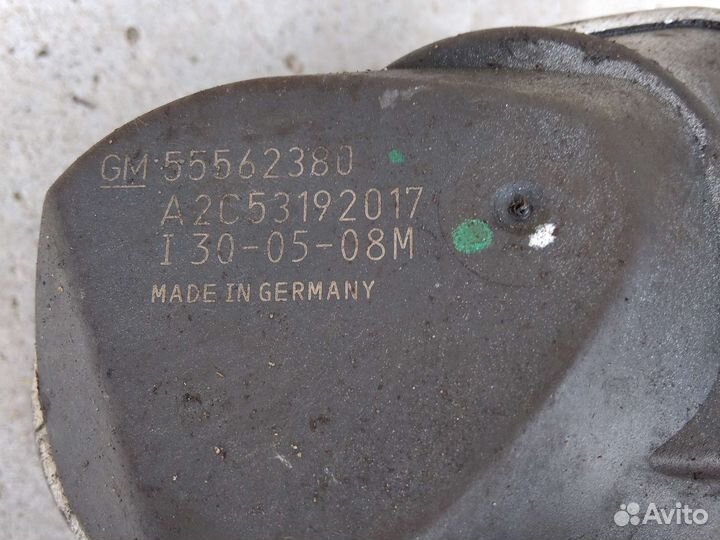 GM 55562380
A2C53192017
I 30-05-08M
MADE IN GERMANY
Avito